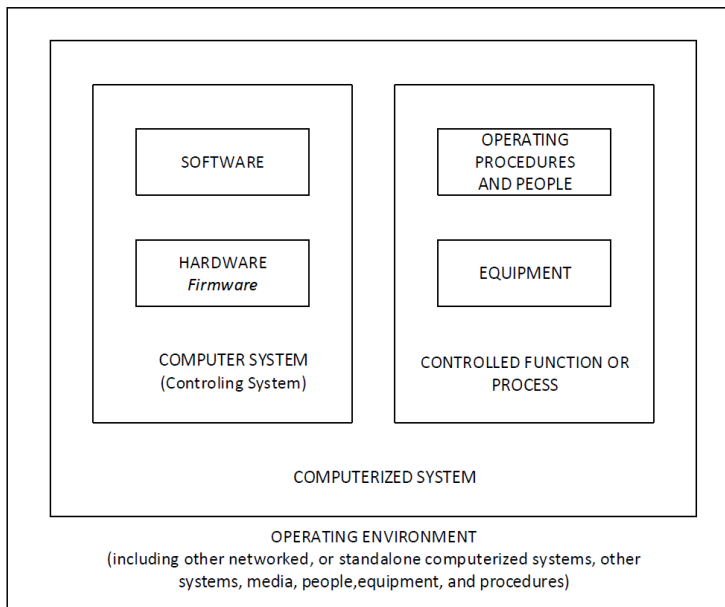 SOFTWARE
HARDWARE
Firmware
COMPUTER SYSTEM
(Controling System)
OPERATING
PROCEDURES
AND PEOPLE
EQUIPMENT
CONTROLLED FUNCTION OR
PROCESS
COMPUTERIZED SYSTEM
OPERATING ENVIRONMENT
(including other networked, or standalone computerized systems, other
systems, media, people,equipment, and procedures)